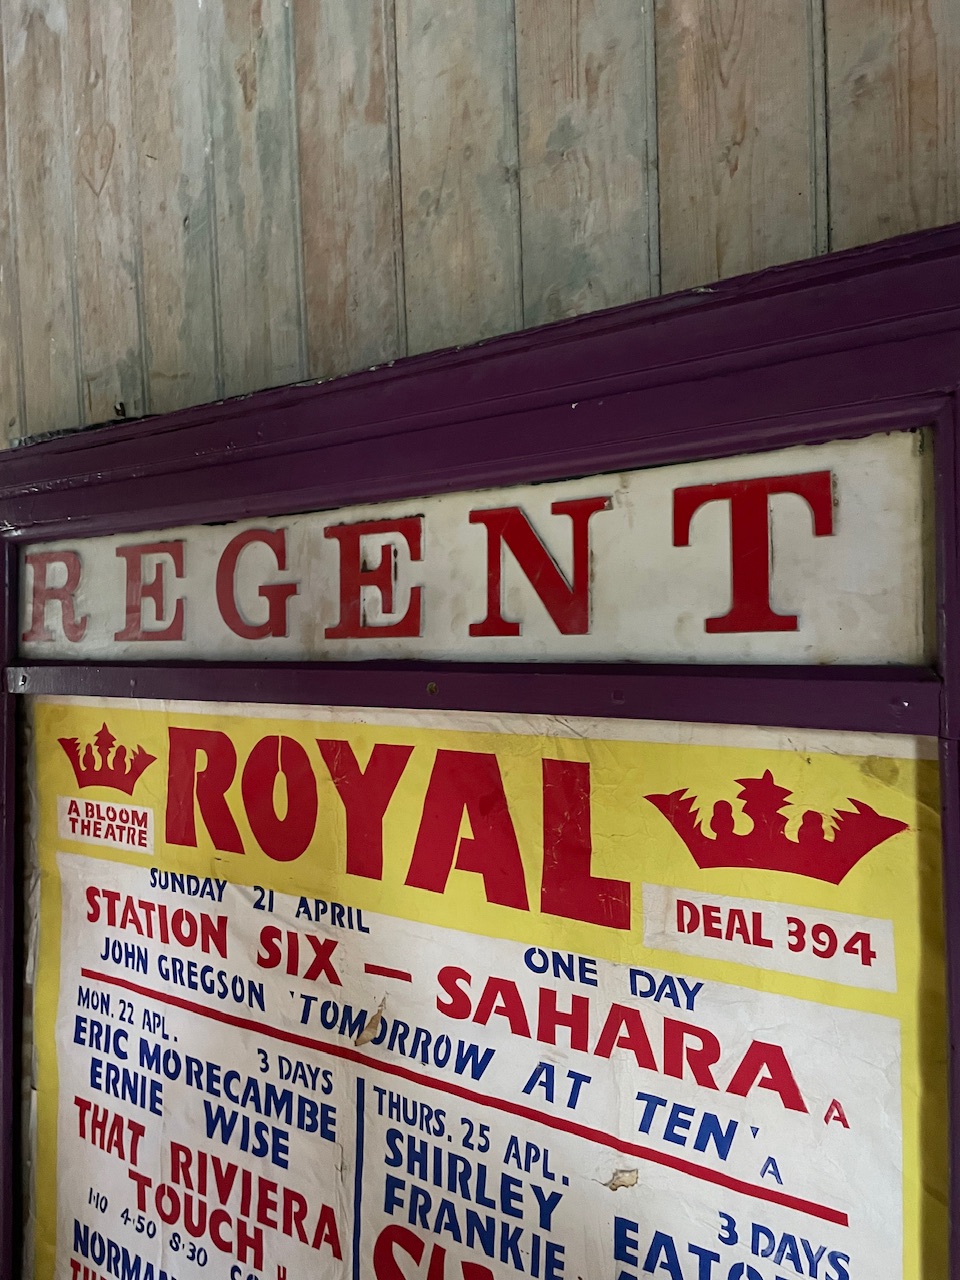 REGENT
ROYAL
A BLOOM
THEATRE
DEAL 394
SUNDAY 21 APRIL
ONE DAY
STATION SIX — SAHARA A
JOHN GREGSON 'TOMORROW AT TEN' A
MON. 22 APL.
3 DAYS
ERIC MORECAMBE
ERNIE WISE
THAT RIVIERA
TOUCH U
1·10 4·50 8·30
NORMAN
THURS. 25 APL.
3 DAYS
SHIRLEY EATON
FRANKIE